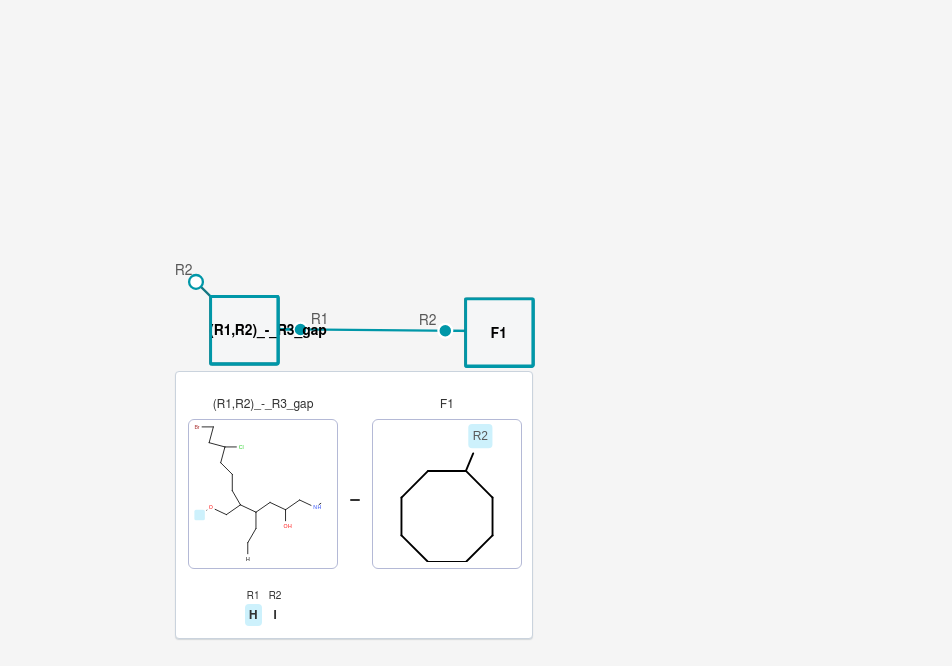 R2
(R1,R2)_-_R3_gap
R1
R2
F1
(R1,R2)_-_R3_gap
F1
Br
Cl
O
OH
NH
H
R2
–
R1 R2
H I